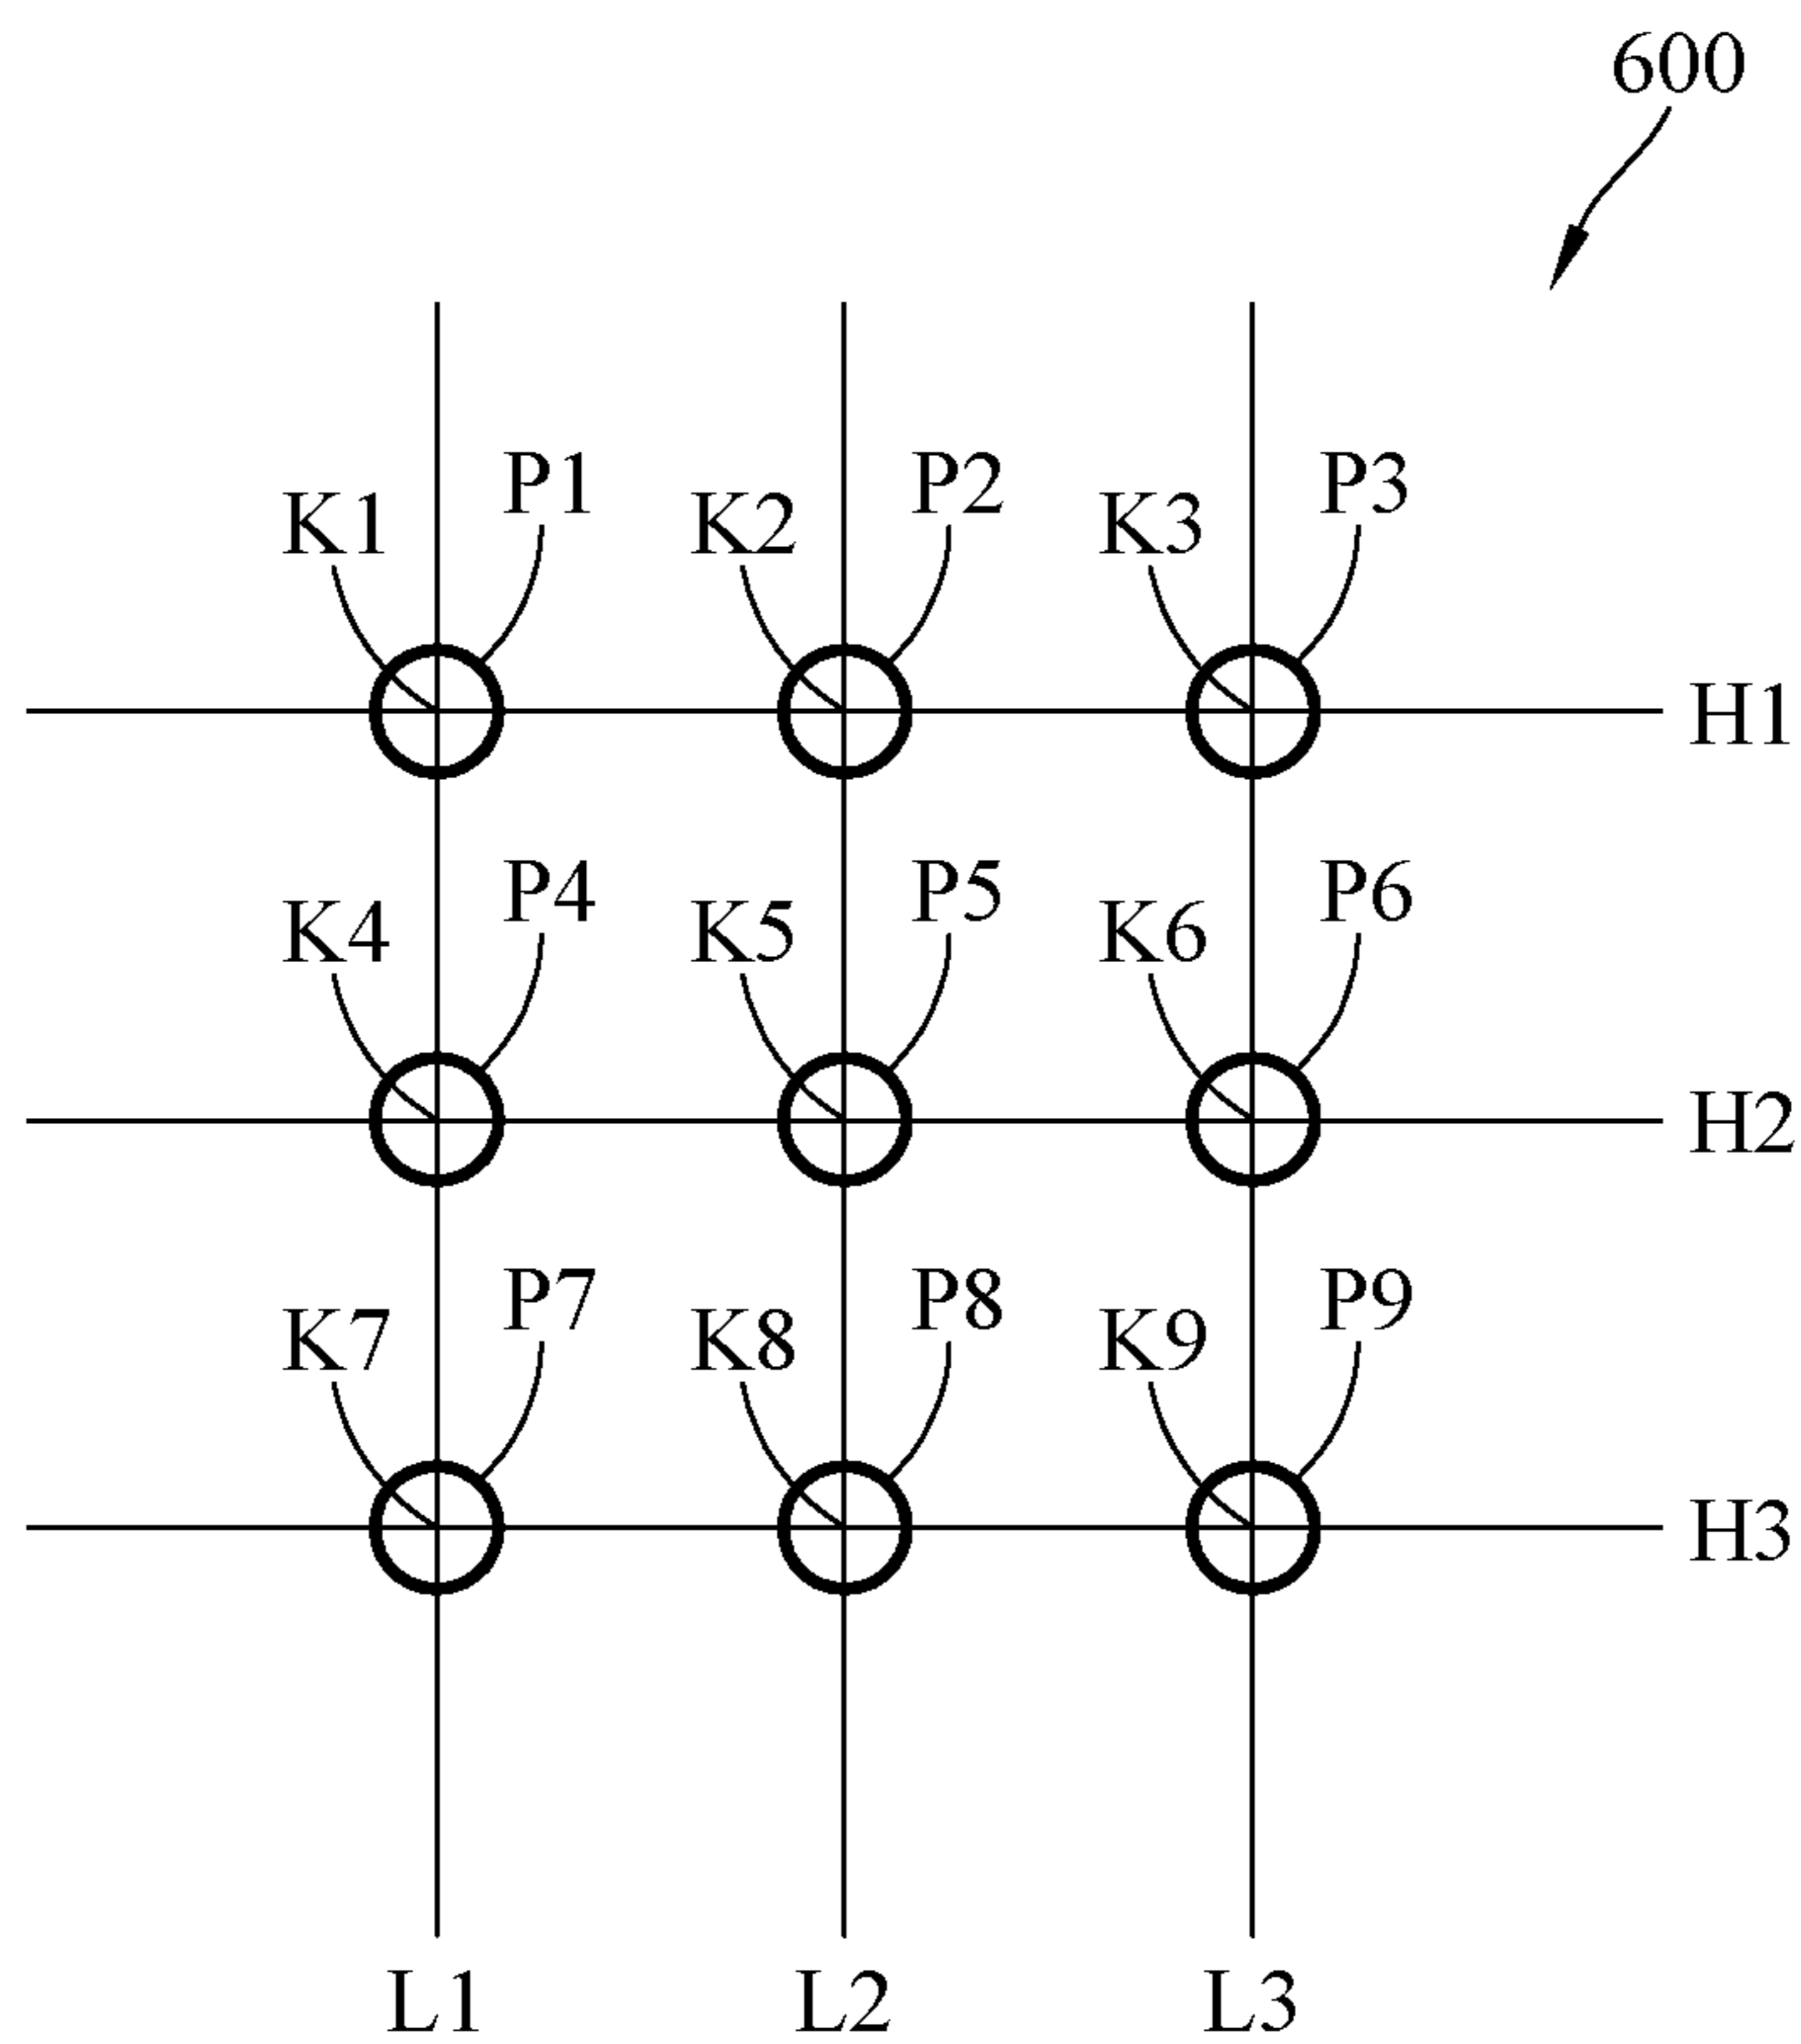 600
K1 P1 K2 P2 K3 P3
H1
K4 P4 K5 P5 K6 P6
H2
K7 P7 K8 P8 K9 P9
H3
L1 L2 L3